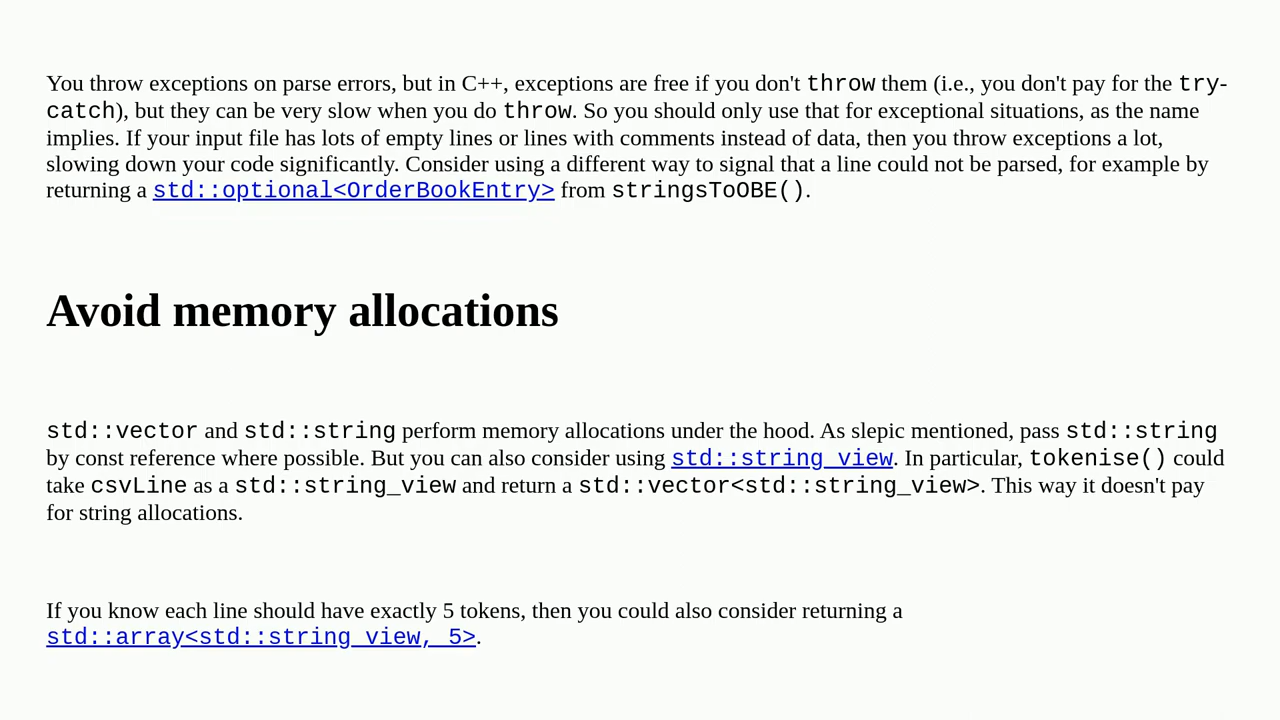 You throw exceptions on parse errors, but in C++, exceptions are free if you don't throw them (i.e., you don't pay for the try-
catch), but they can be very slow when you do throw. So you should only use that for exceptional situations, as the name
implies. If your input file has lots of empty lines or lines with comments instead of data, then you throw exceptions a lot,
slowing down your code significantly. Consider using a different way to signal that a line could not be parsed, for example by
returning a std::optional<OrderBookEntry> from stringsToOBE().
Avoid memory allocations
std::vector and std::string perform memory allocations under the hood. As slepic mentioned, pass std::string
by const reference where possible. But you can also consider using std::string_view. In particular, tokenise() could
take csvLine as a std::string_view and return a std::vector<std::string_view>. This way it doesn't pay
for string allocations.
If you know each line should have exactly 5 tokens, then you could also consider returning a
std::array<std::string_view, 5>.